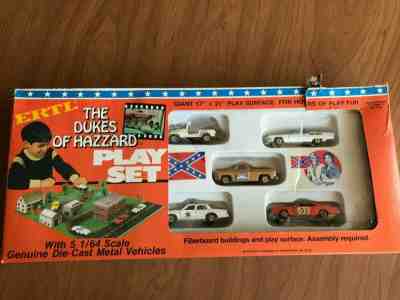 GIANT 17" x 21" PLAY SURFACE FOR HOURS OF PLAY FUN
ERTL
THE
DUKES
OF HAZZARD
PLAY
SET
With 5 1/64 Scale
Genuine Die-Cast Metal Vehicles
Fiberboard buildings and play surface. Assembly required.